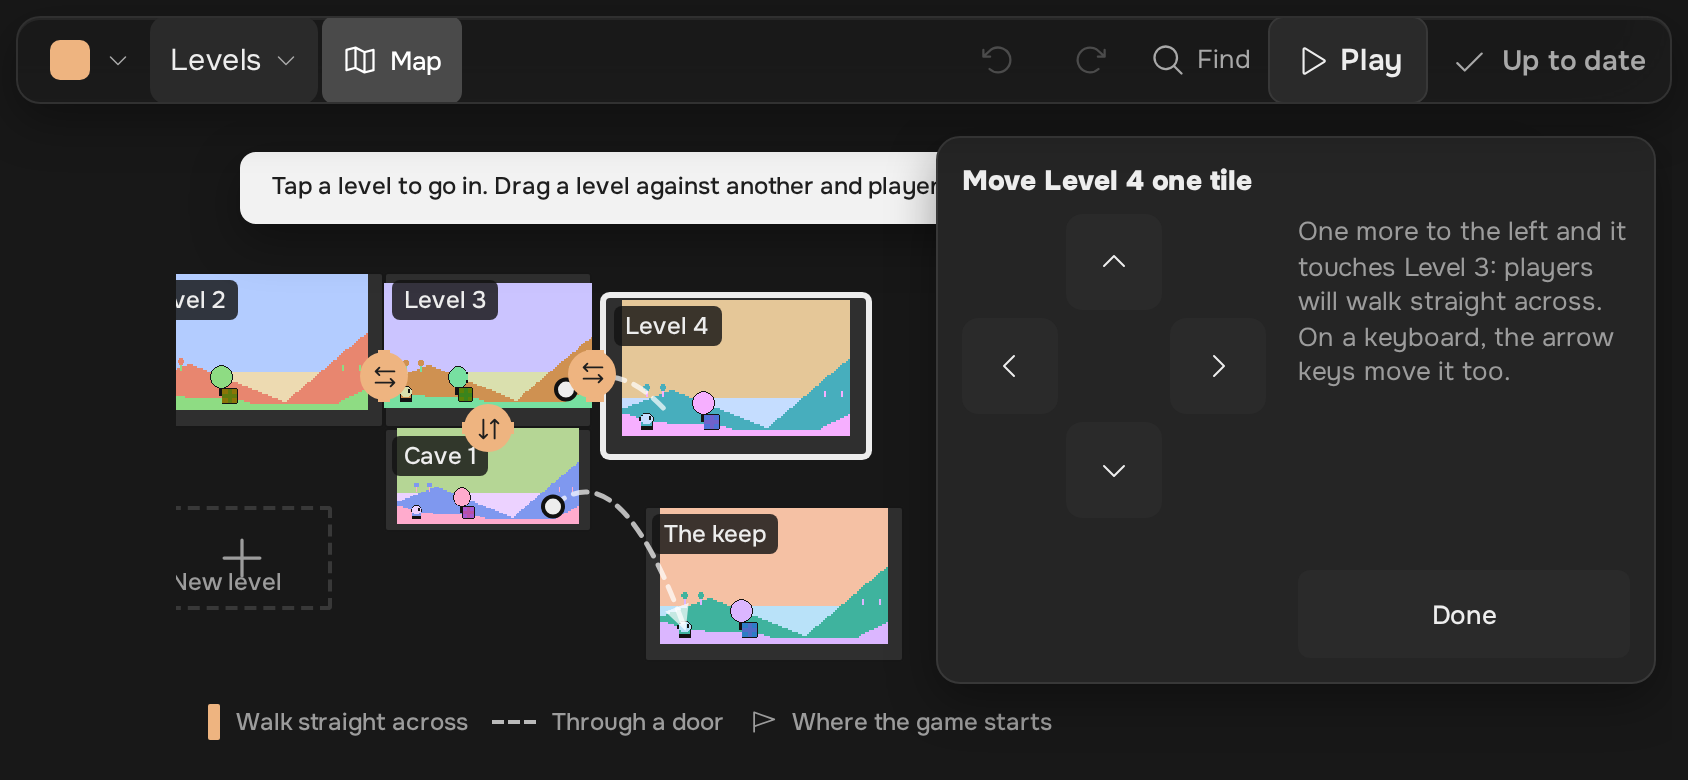 Levels
Map
Find
Play
Up to date
Tap a level to go in. Drag a level against another and player
Move Level 4 one tile
One more to the left and it
touches Level 3: players
will walk straight across.
On a keyboard, the arrow
keys move it too.
Done
vel 2
Level 3
Level 4
Cave 1
The keep
New level
Walk straight across
Through a door
Where the game starts